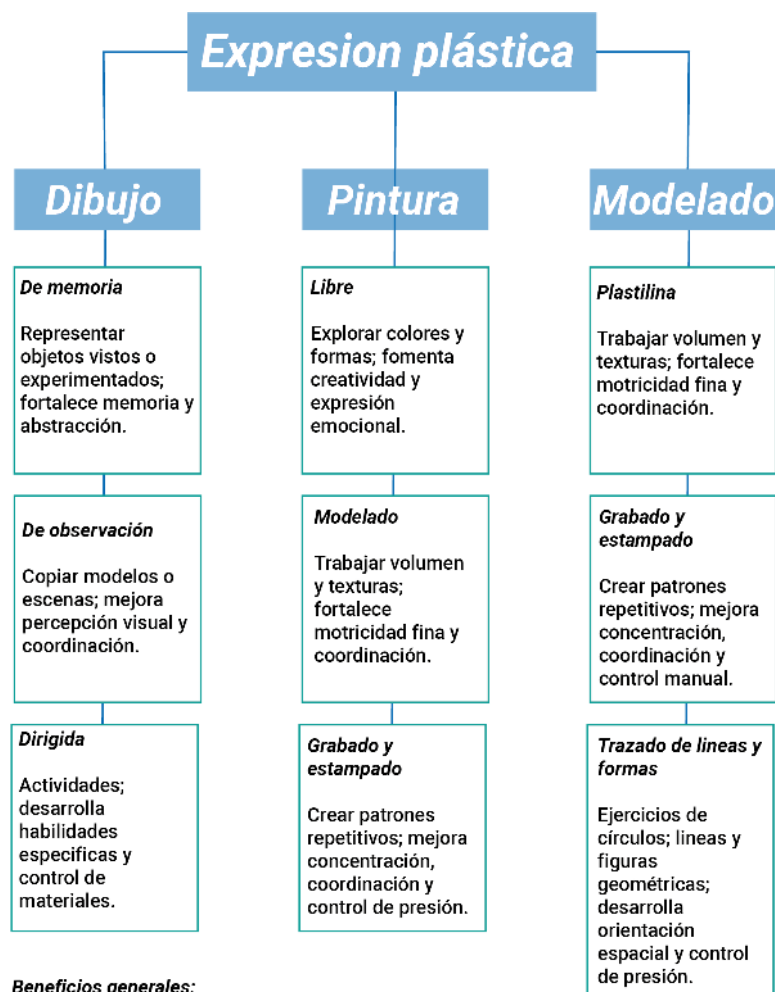 Expresion plástica
Dibujo
De memoria
Representar
objetos vistos o
experimentados;
fortalece memoria y
abstracción.
De observación
Copiar modelos o
escenas; mejora
percepción visual y
coordinación.
Dirigida
Actividades;
desarrolla
habilidades
especificas y
control de
materiales.
Pintura
Libre
Explorar colores y
formas; fomenta
creatividad y
expresión
emocional.
Modelado
Trabajar volumen
y texturas;
fortalece
motricidad fina y
coordinación.
Grabado y
estampado
Crear patrones
repetitivos; mejora
concentración,
coordinación y
control de presión.
Modelado
Plastilina
Trabajar volumen y
texturas; fortalece
motricidad fina y
coordinación.
Grabado y
estampado
Crear patrones
repetitivos; mejora
concentración,
coordinación y
control manual.
Trazado de lineas y
formas
Ejercicios de
círculos; lineas y
figuras
geométricas;
desarrolla
orientación
espacial y control
de presión.
Beneficios generales: